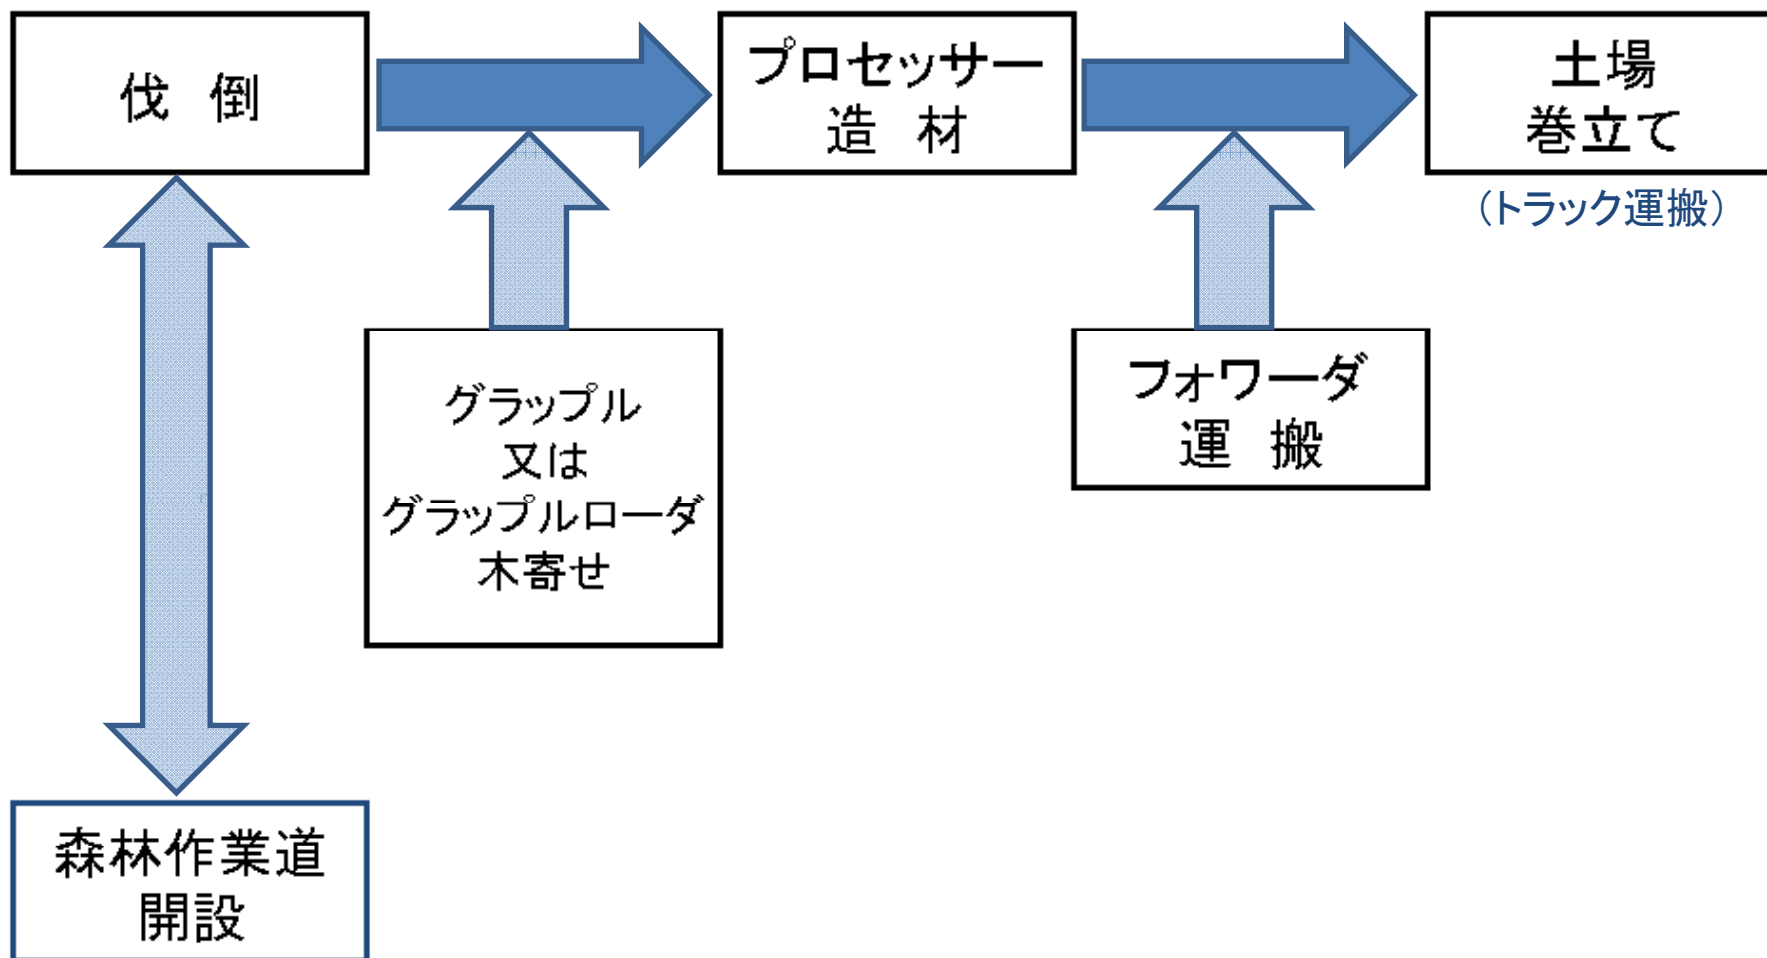 伐　倒
プロセッサー
造　材
土場
巻立て
（トラック運搬）
グラップル
又は
グラップルローダ
木寄せ
フォワーダ
運　搬
森林作業道
開設